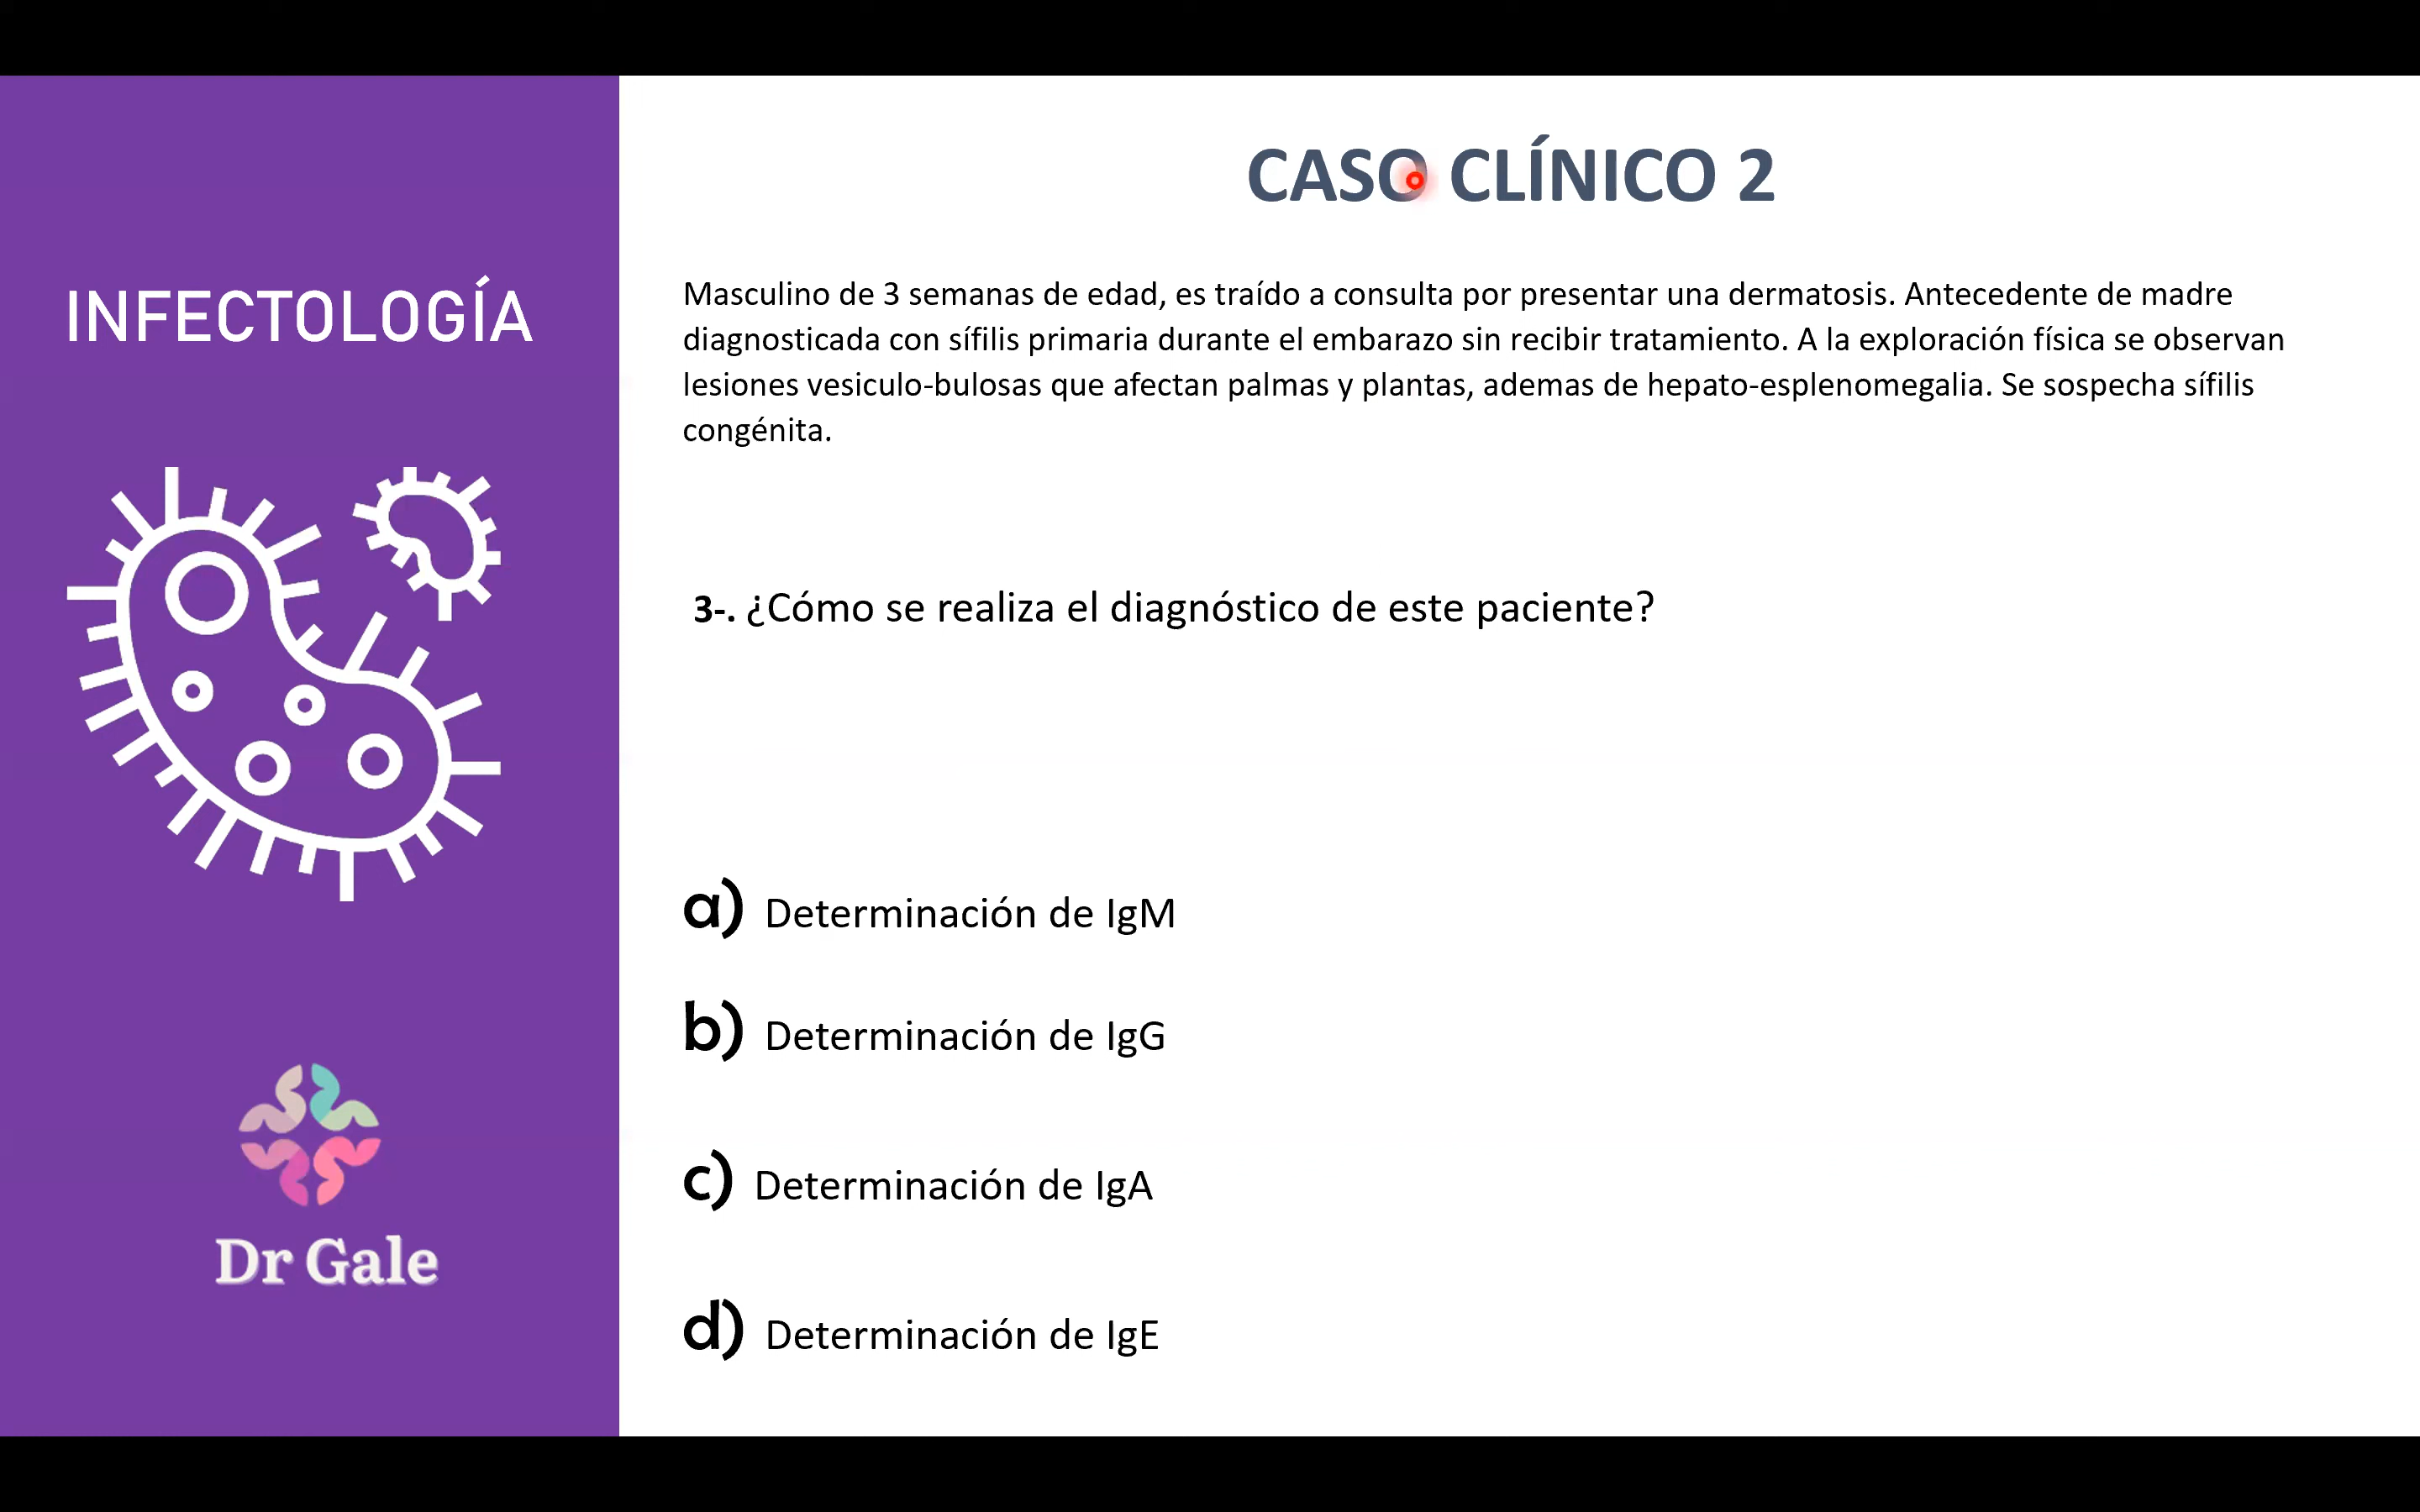 INFECTOLOGÍA
Dr Gale
CASO CLÍNICO 2
Masculino de 3 semanas de edad, es traído a consulta por presentar una dermatosis. Antecedente de madre
diagnosticada con sífilis primaria durante el embarazo sin recibir tratamiento. A la exploración física se observan
lesiones vesiculo-bulosas que afectan palmas y plantas, ademas de hepato-esplenomegalia. Se sospecha sífilis
congénita.
3-. ¿Cómo se realiza el diagnóstico de este paciente?
a) Determinación de IgM
b) Determinación de IgG
c) Determinación de IgA
d) Determinación de IgE